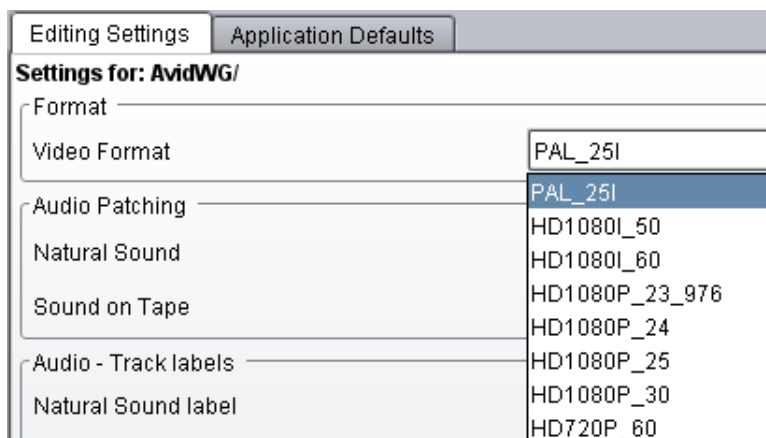 Editing Settings Application Defaults
Settings for: AvidWG/
Format
Video Format PAL_25I
PAL_25I
Audio Patching
HD1080I_50
Natural Sound
HD1080I_60
HD1080P_23_976
Sound on Tape
HD1080P_24
Audio - Track labels
HD1080P_25
HD1080P_30
Natural Sound label
HD720P_60